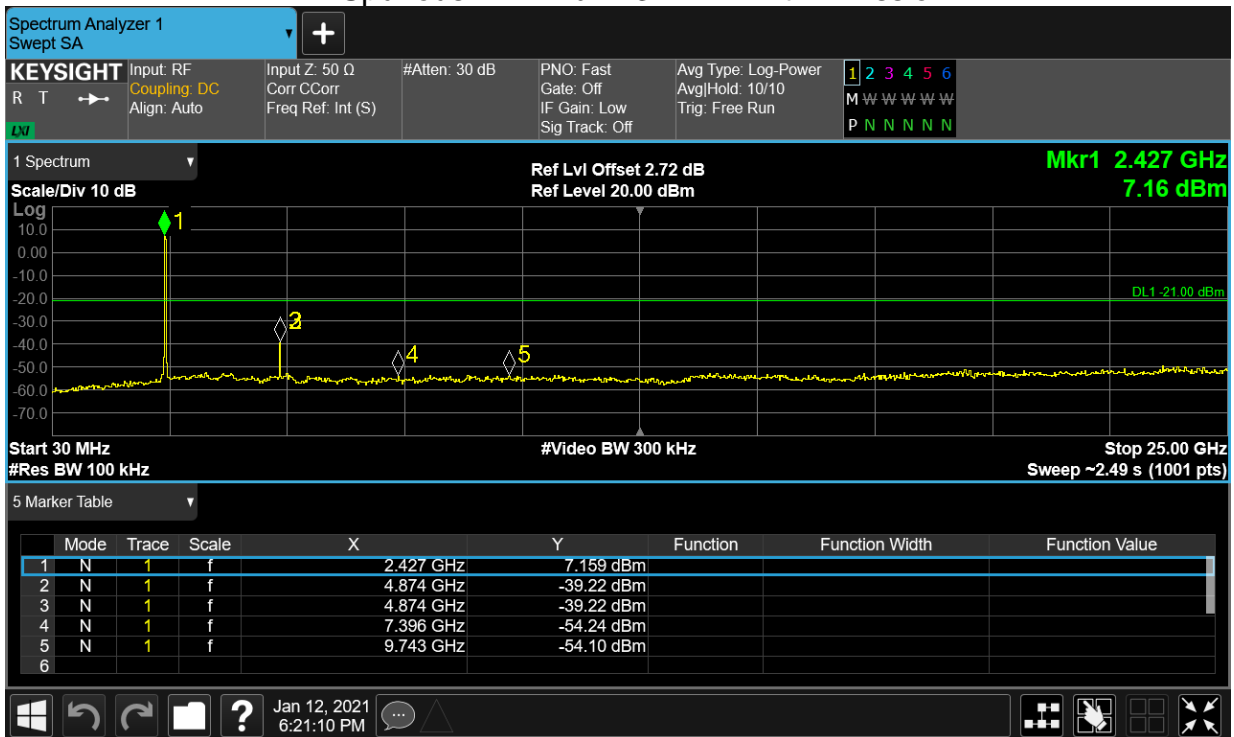 Spectrum Analyzer 1
Swept SA
+
KEYSIGHT
R T
LXI
Input: RF
Coupling: DC
Align: Auto
Input Z: 50 Ω
Corr CCorr
Freq Ref: Int (S)
#Atten: 30 dB
PNO: Fast
Gate: Off
IF Gain: Low
Sig Track: Off
Avg Type: Log-Power
Avg|Hold: 10/10
Trig: Free Run
1 2 3 4 5 6
M W W W W W
P N N N N N
1 Spectrum
Scale/Div 10 dB
Ref Lvl Offset 2.72 dB
Ref Level 20.00 dBm
Mkr1 2.427 GHz
7.16 dBm
Log
10.0
0.00
-10.0
-20.0
-30.0
-40.0
-50.0
-60.0
-70.0
1
3
4
5
DL1 -21.00 dBm
Start 30 MHz
#Res BW 100 kHz
#Video BW 300 kHz
Stop 25.00 GHz
Sweep ~2.49 s (1001 pts)
5 Marker Table
Mode Trace Scale X Y Function Function Width Function Value
1 N 1 f 2.427 GHz 7.159 dBm
2 N 1 f 4.874 GHz -39.22 dBm
3 N 1 f 4.874 GHz -39.22 dBm
4 N 1 f 7.396 GHz -54.24 dBm
5 N 1 f 9.743 GHz -54.10 dBm
6
?
Jan 12, 2021
6:21:10 PM